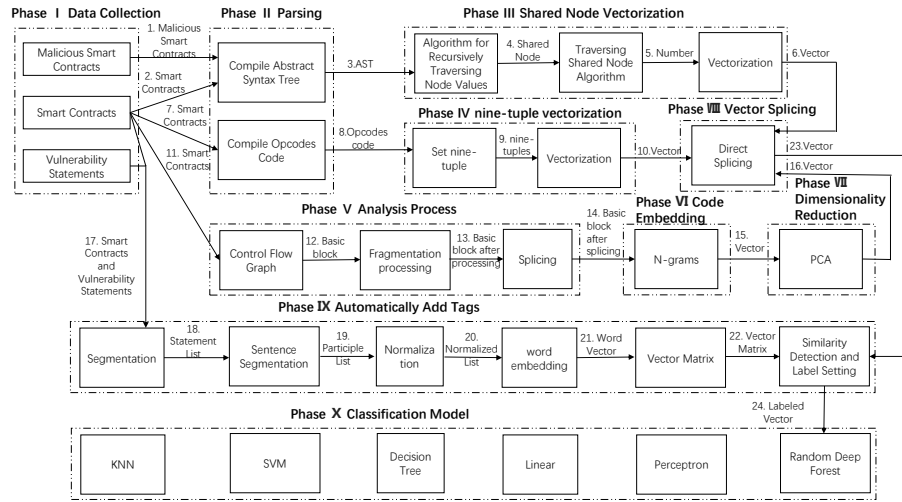 Phase Ⅰ Data Collection
Phase Ⅱ Parsing
Phase Ⅲ Shared Node Vectorization
1. Malicious
Smart
Contracts
Malicious Smart
Contracts
2. Smart
Contracts
Smart Contracts
7. Smart
Contracts
11. Smart
Contracts
Vulnerability
Statements
Compile Abstract
Syntax Tree
3.AST
Compile Opcodes
Code
8.Opcodes
code
Algorithm for
Recursively
Traversing
Node Values
4. Shared
Node
Traversing
Shared Node
Algorithm
5. Number
Vectorization
6.Vector
Phase Ⅳ nine-tuple vectorization
Set nine-
tuple
9. nine-
tuples
Vectorization
10.Vector
Phase Ⅷ Vector Splicing
Direct
Splicing
23.Vector
16.Vector
Phase Ⅴ Analysis Process
Control Flow
Graph
12. Basic
block
Fragmentation
processing
13. Basic
block after
processing
Splicing
14. Basic
block
after
splicing
Phase Ⅵ Code
Embedding
N-grams
15.
Vector
Phase Ⅶ
Dimensionality
Reduction
PCA
17. Smart
Contracts
and
Vulnerability
Statements
Phase Ⅸ Automatically Add Tags
Segmentation
18.
Statement
List
Sentence
Segmentation
19.
Participle
List
Normaliza
tion
20.
Normalized
List
word
embedding
21. Word
Vector
Vector Matrix
22. Vector
Matrix
Similarity
Detection and
Label Setting
24. Labeled
Vector
Phase Ⅹ Classification Model
KNN
SVM
Decision
Tree
Linear
Perceptron
Random Deep
Forest